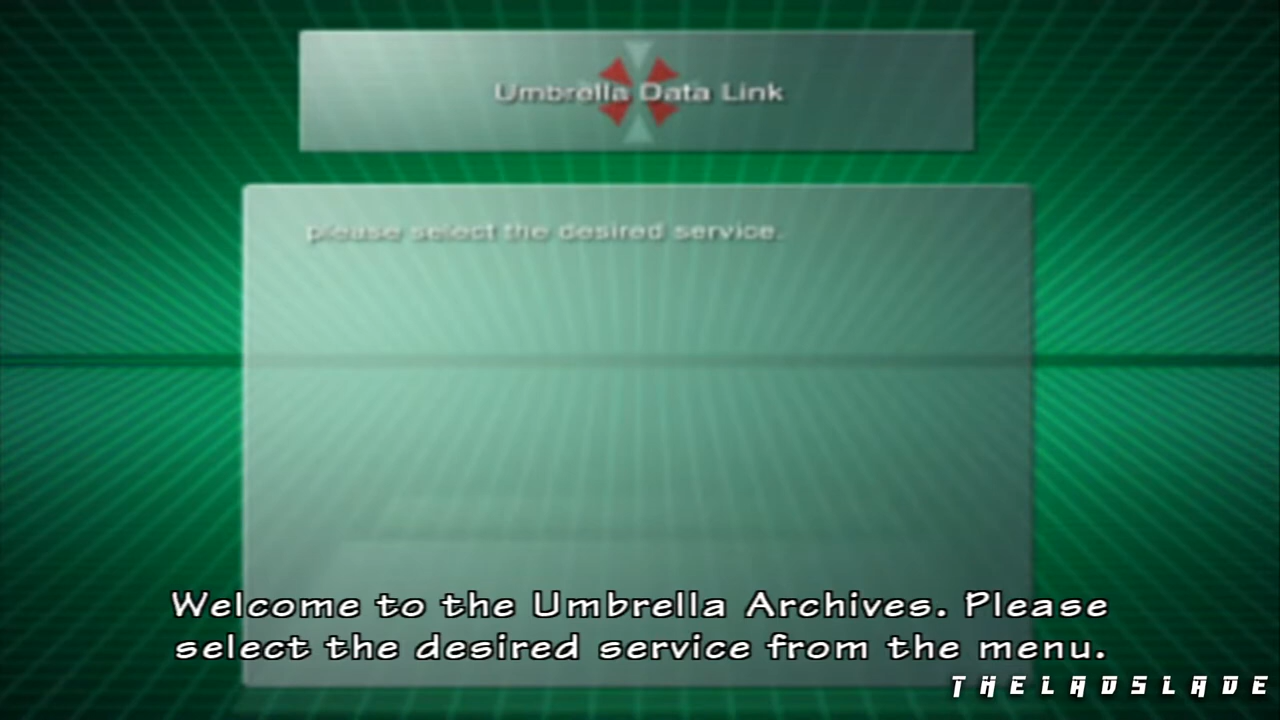 Umbrella Data Link
please select the desired service.
Welcome to the Umbrella Archives. Please
select the desired service from the menu.
THELADSLADE